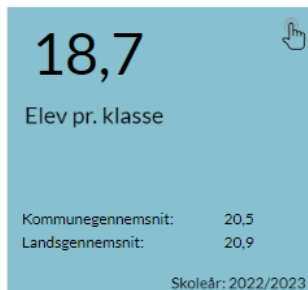 18,7
Elev pr. klasse
Kommunegennemsnit: 20,5
Landsgennemsnit: 20,9
Skoleår: 2022/2023